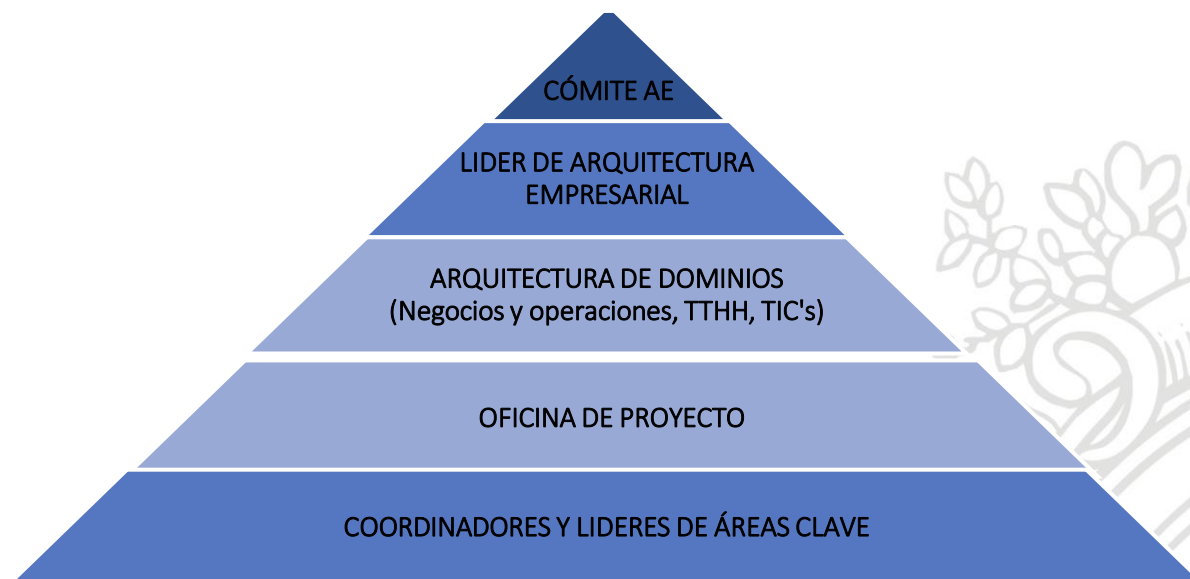 CÓMITE AE
LIDER DE ARQUITECTURA
EMPRESARIAL
ARQUITECTURA DE DOMINIOS
(Negocios y operaciones, TTHH, TIC's)
OFICINA DE PROYECTO
COORDINADORES Y LIDERES DE ÁREAS CLAVE